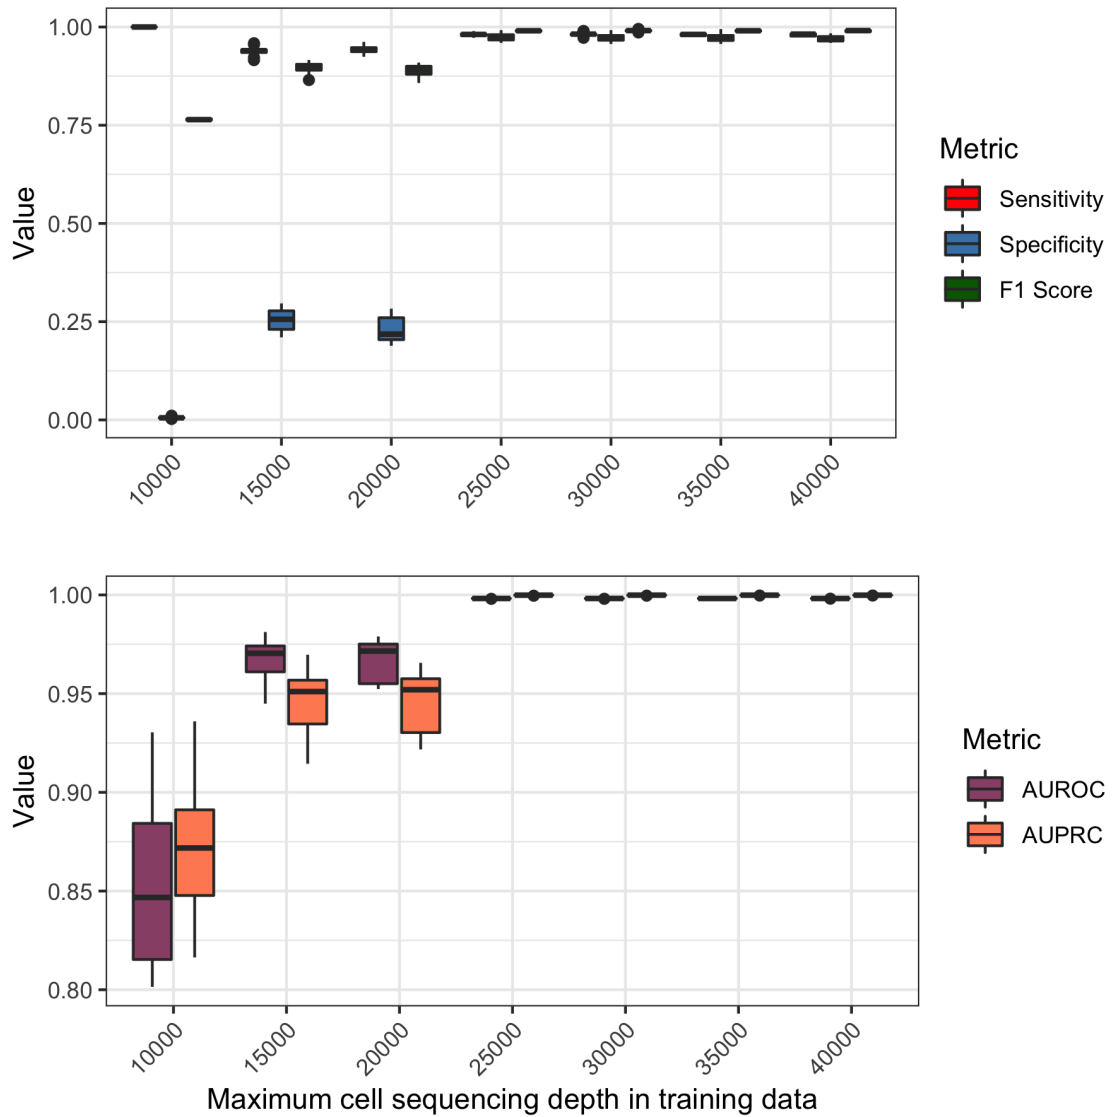 1.00
0.75
0.50
0.25
0.00
Value
10000
15000
20000
25000
30000
35000
40000
Metric
Sensitivity
Specificity
F1 Score
1.00
0.95
0.90
0.85
0.80
Value
10000
15000
20000
25000
30000
35000
40000
Maximum cell sequencing depth in training data
Metric
AUROC
AUPRC